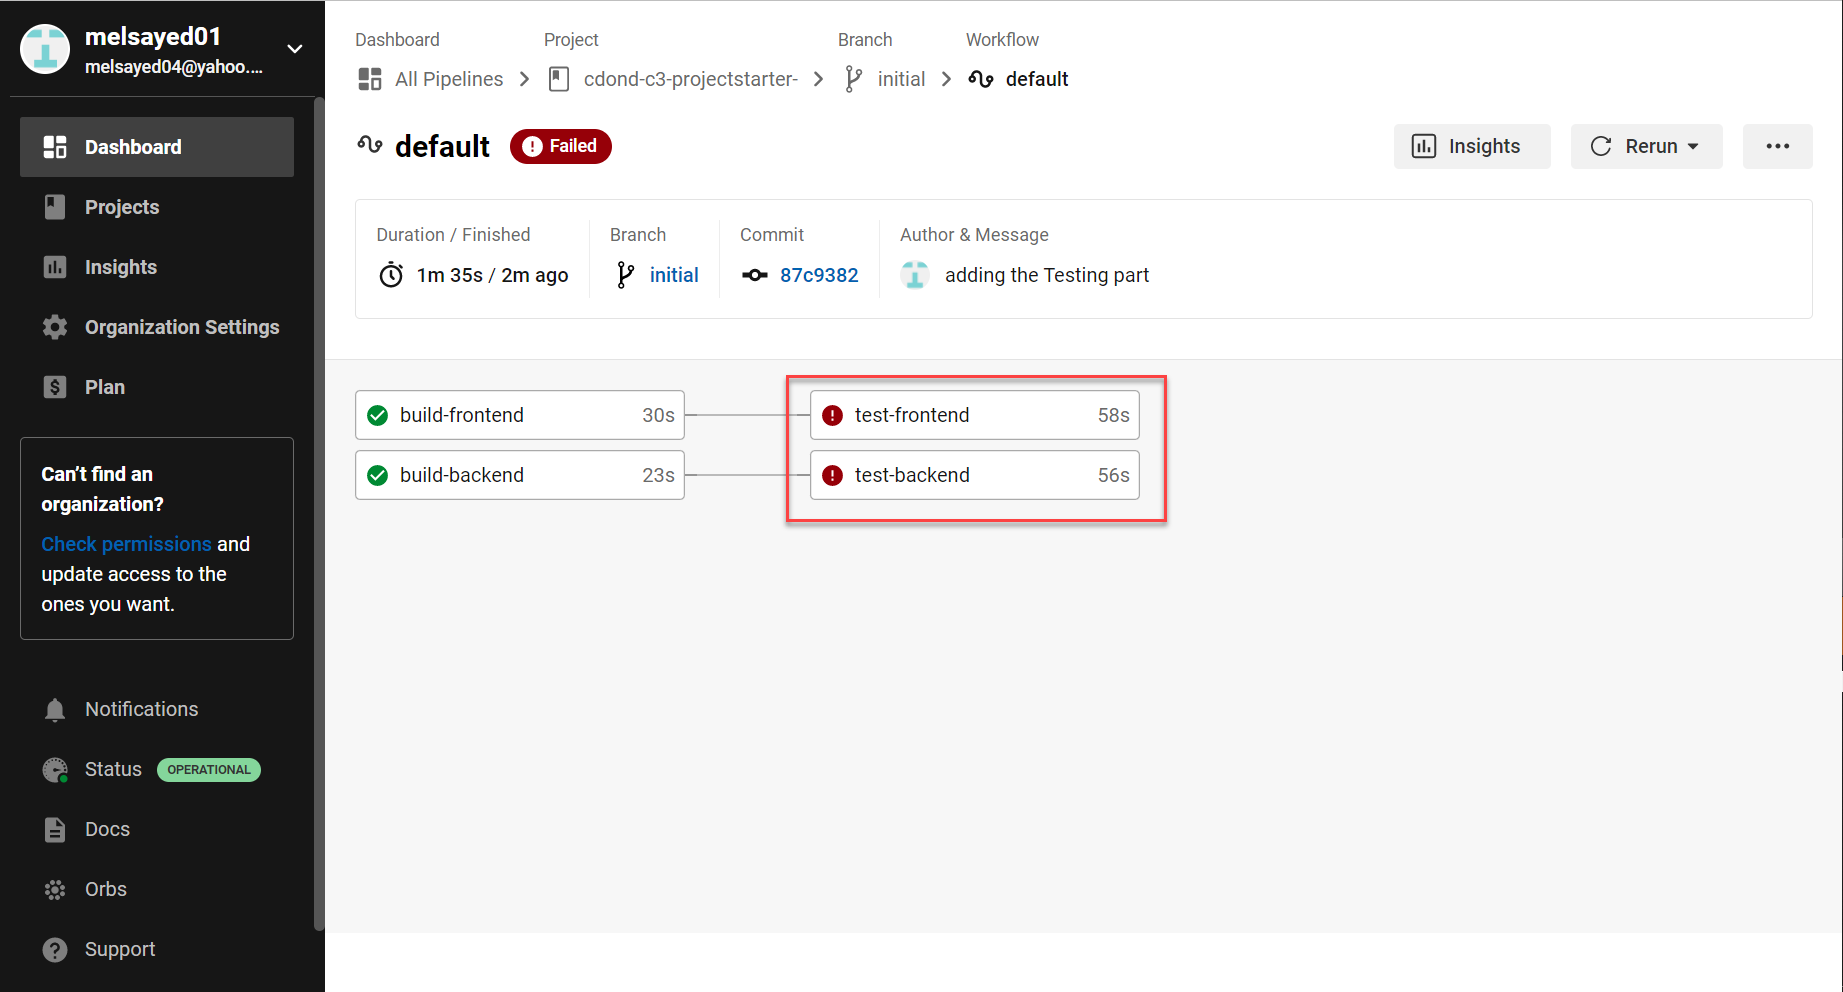 melsayed01
melsayed04@yahoo....
Dashboard
Projects
Insights
Organization Settings
Plan
Can't find an
organization?
Check permissions and
update access to the
ones you want.
Notifications
Status OPERATIONAL
Docs
Orbs
Support
Dashboard Project Branch Workflow
All Pipelines cdond-c3-projectstarter- initial default
default Failed Insights Rerun
Duration / Finished Branch Commit Author & Message
1m 35s / 2m ago initial 87c9382 adding the Testing part
build-frontend 30s test-frontend 58s
build-backend 23s test-backend 56s